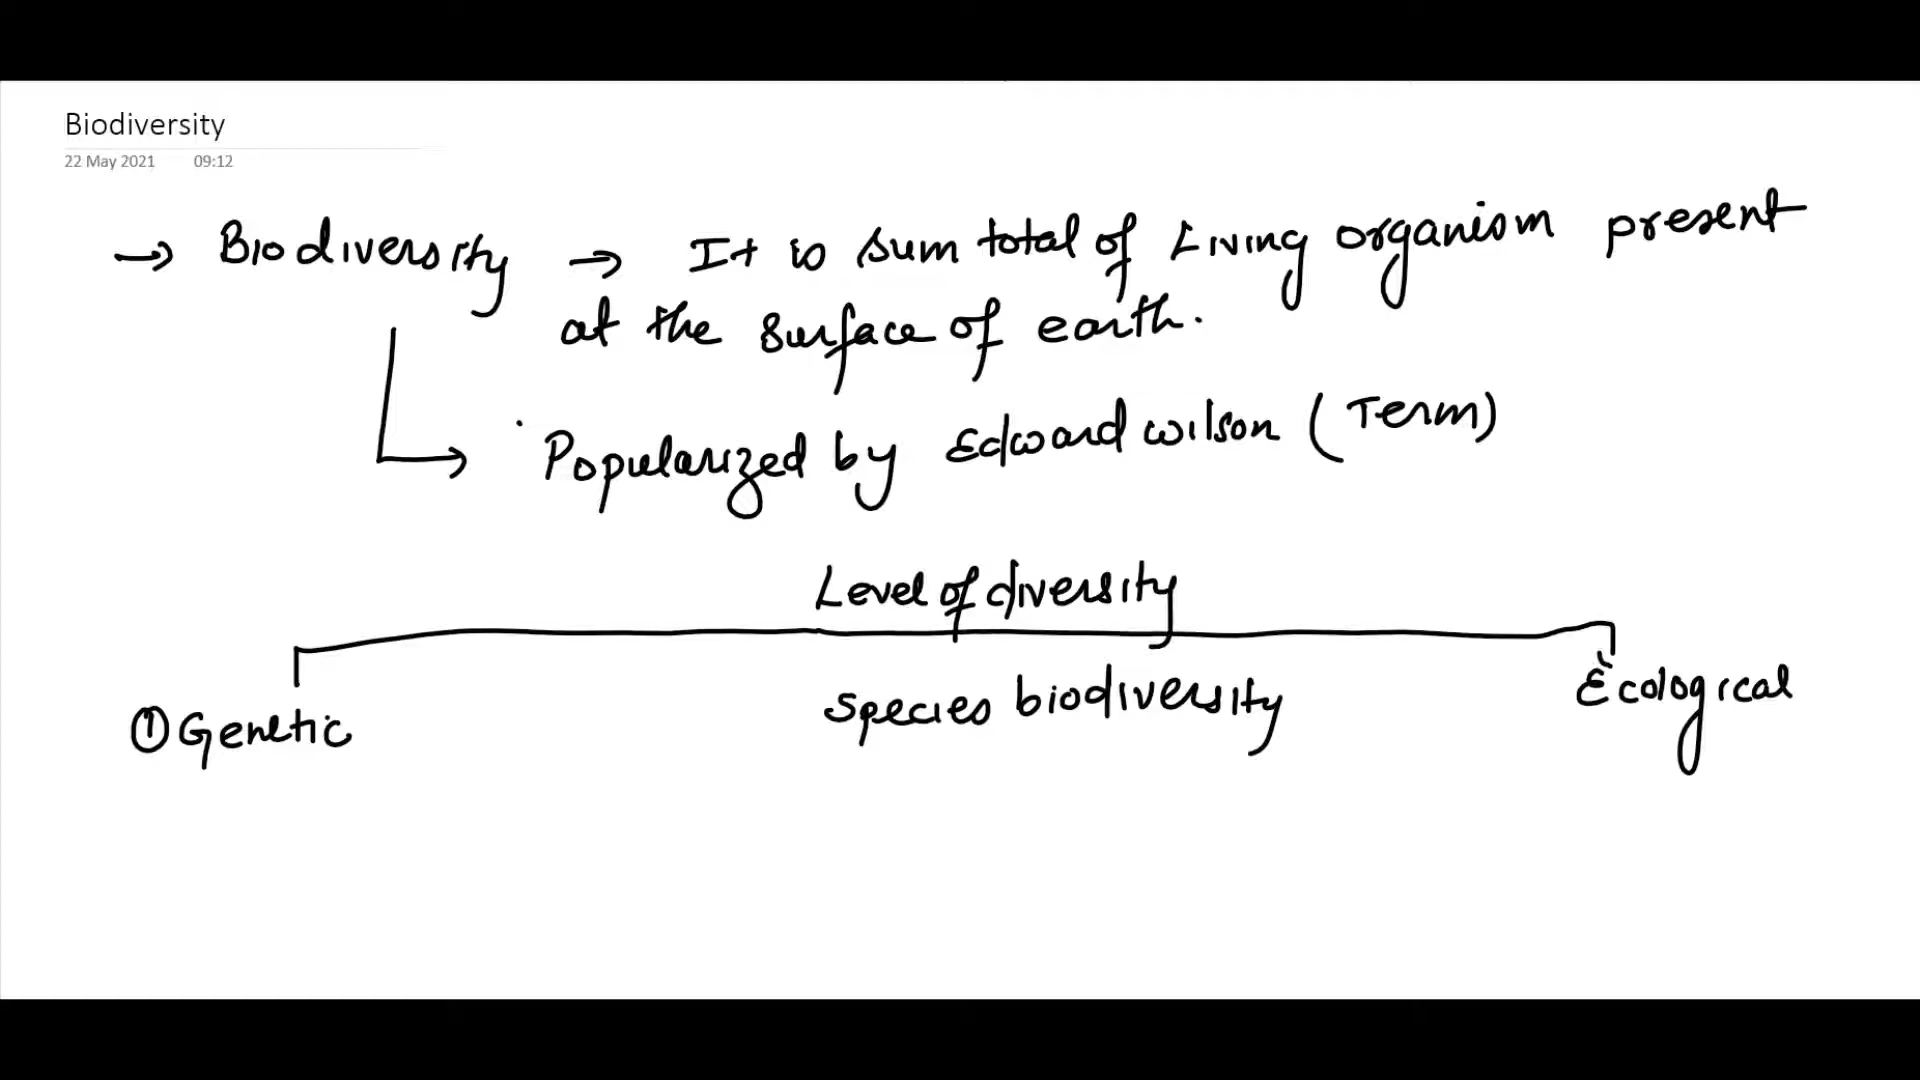 Biodiversity
22 May 2021 09:12
→ Biodiversity → It is sum total of Living organism present
at the surface of earth.
Popularized by Edward wilson (Term)
Level of diversity
① Genetic species biodiversity Ecological